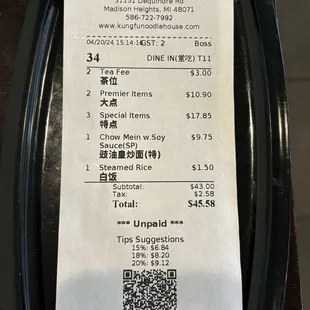 31151 Dequindre Rd
Madison Heights, MI 48071
586-722-7992
www.kungfunoodlehouse.com
04/20/24 15:14:16 GST: 2 Boss
34 DINE IN(堂吃) T11
2 Tea Fee $3.00
茶位
2 Premier Items $10.90
大点
3 Special Items $17.85
特点
1 Chow Mein w.Soy $9.75
Sauce(SP)
豉油皇炒面(特)
1 Steamed Rice $1.50
白饭
Subtotal: $43.00
Tax: $2.58
Total: $45.58
*** Unpaid ***
Tips Suggestions
15%: $6.84
18%: $8.20
20%: $9.12